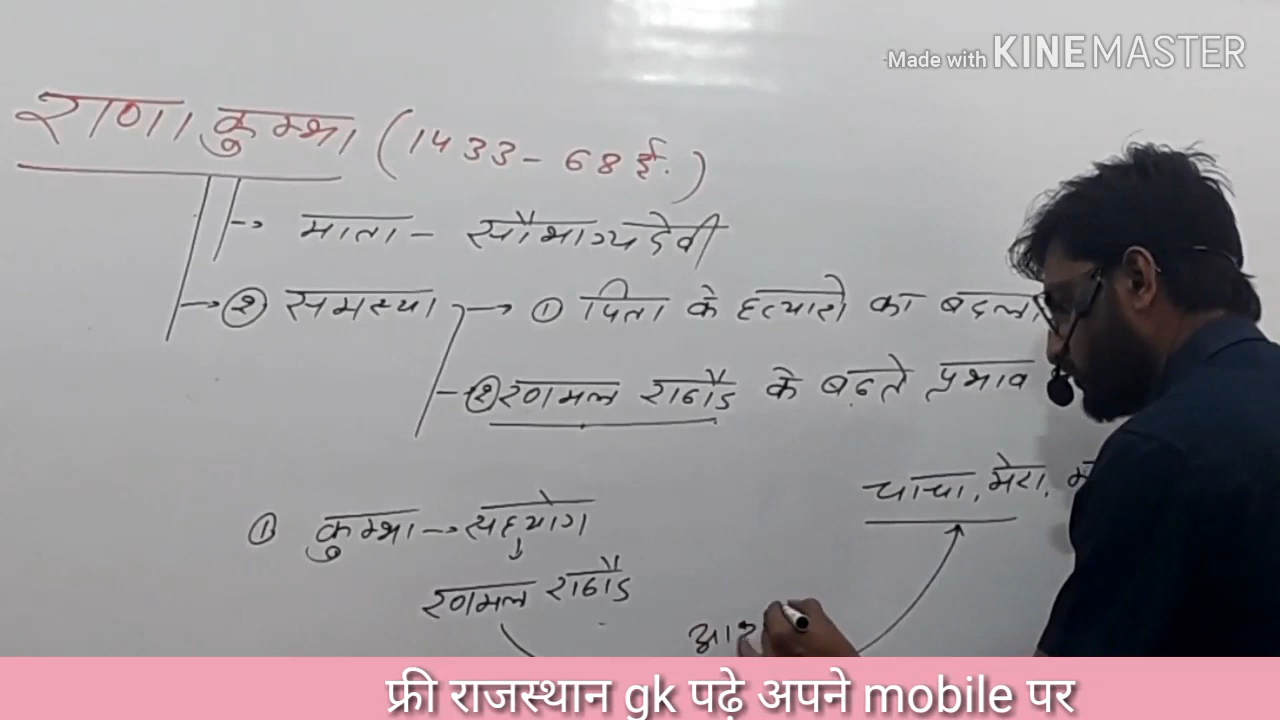 Made with KINEMASTER
राणा कुम्भा (1433-68 ई.)
→ माता - सौभाग्यदेवी
→ ② समस्या → ① पिता के हत्यारो का बदला
② रणमल राठौड के बढ़ते प्रभाव
चाचा, मेरा,
① कुम्भा → सहयोग
रणमल राठौड
फ्री राजस्थान gk पढ़े अपने mobile पर